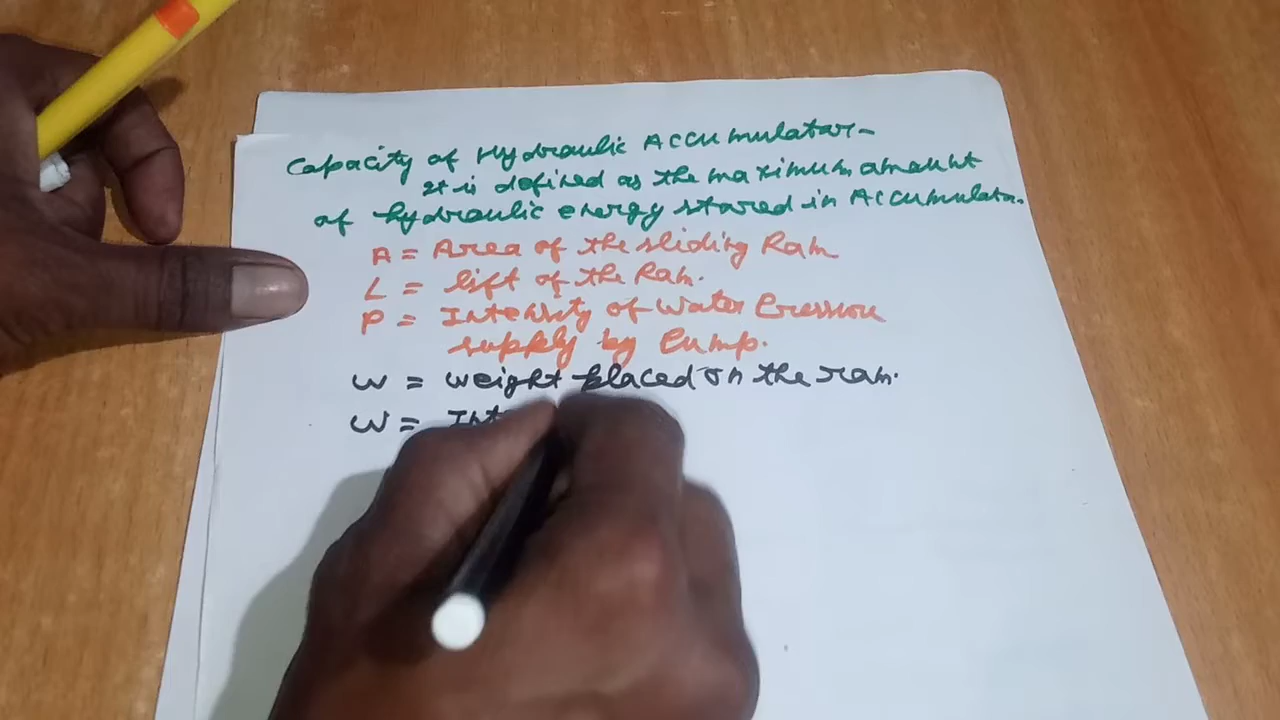 Capacity of Hydraulic Accumulator-
It is defined as the maximum amount
of hydraulic energy stored in Accumulator.
A = Area of the sliding Ram
L = lift of the Ram.
P = Intensity of Water Pressure
supply by Pump.
W = Weight placed on the ram.
W = Int